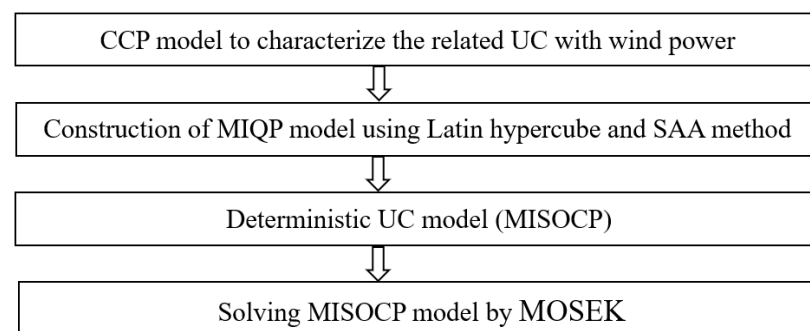 CCP model to characterize the related UC with wind power
Construction of MIQP model using Latin hypercube and SAA method
Deterministic UC model (MISOCP)
Solving MISOCP model by MOSEK